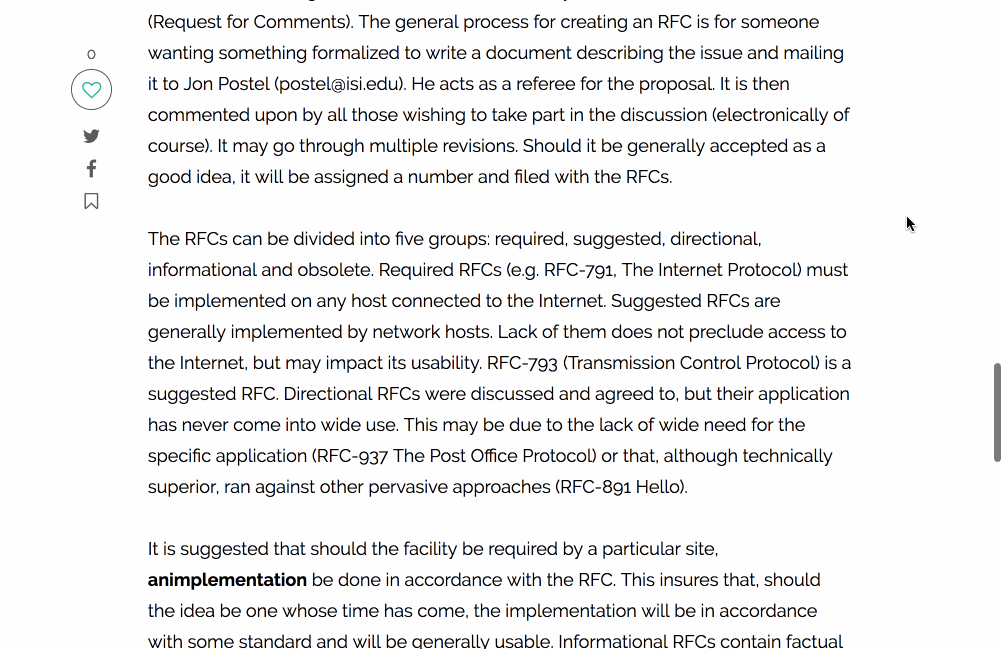 (Request for Comments). The general process for creating an RFC is for someone
wanting something formalized to write a document describing the issue and mailing
it to Jon Postel (postel@isi.edu). He acts as a referee for the proposal. It is then
commented upon by all those wishing to take part in the discussion (electronically of
course). It may go through multiple revisions. Should it be generally accepted as a
good idea, it will be assigned a number and filed with the RFCs.
0
The RFCs can be divided into five groups: required, suggested, directional,
informational and obsolete. Required RFCs (e.g. RFC-791, The Internet Protocol) must
be implemented on any host connected to the Internet. Suggested RFCs are
generally implemented by network hosts. Lack of them does not preclude access to
the Internet, but may impact its usability. RFC-793 (Transmission Control Protocol) is a
suggested RFC. Directional RFCs were discussed and agreed to, but their application
has never come into wide use. This may be due to the lack of wide need for the
specific application (RFC-937 The Post Office Protocol) or that, although technically
superior, ran against other pervasive approaches (RFC-891 Hello).
It is suggested that should the facility be required by a particular site,
animplementation be done in accordance with the RFC. This insures that, should
the idea be one whose time has come, the implementation will be in accordance
with some standard and will be generally usable. Informational RFCs contain factual